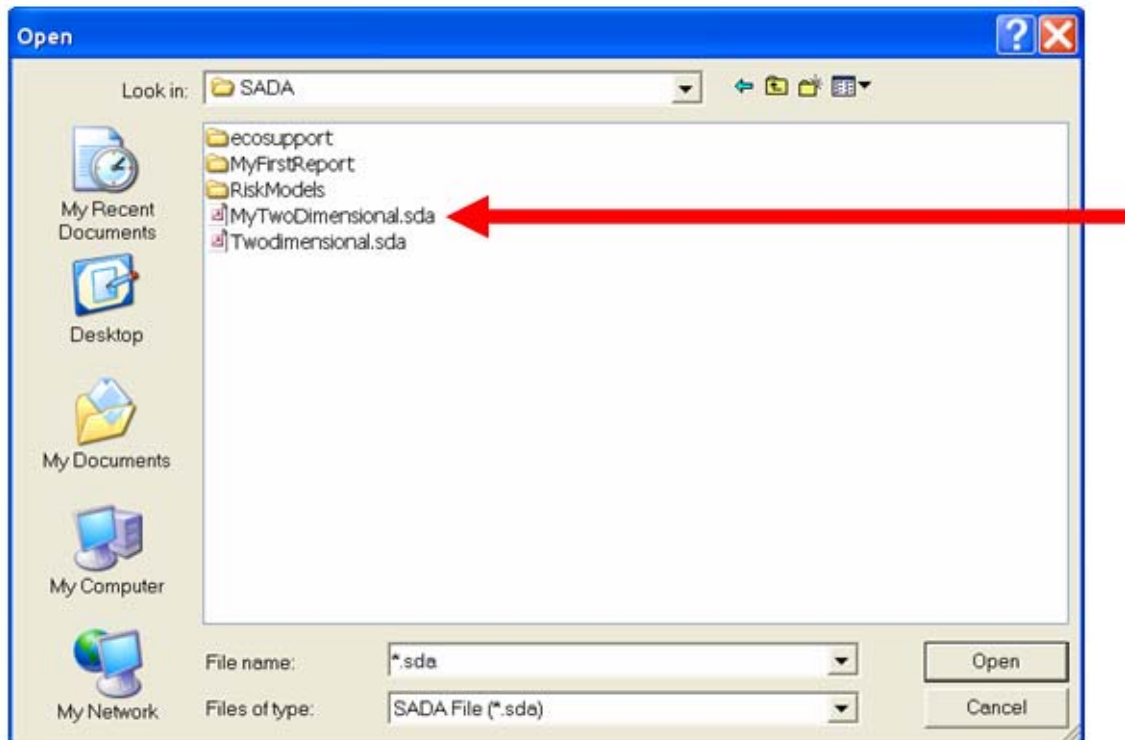 Open
Look in: SADA
ecosupport
MyFirstReport
RiskModels
MyTwoDimensional.sda
Twodimensional.sda
My Recent
Documents
Desktop
My Documents
My Computer
My Network
File name: *.sda Open
Files of type: SADA File (*.sda) Cancel